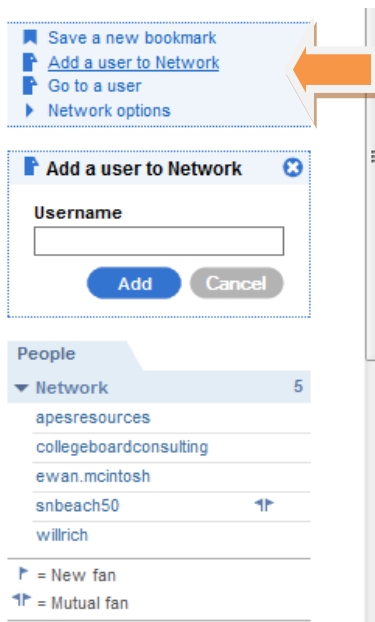 Save a new bookmark
Add a user to Network
Go to a user
Network options
Add a user to Network
Username
Add Cancel
People
Network 5
apesresources
collegeboardconsulting
ewan.mcintosh
snbeach50
willrich
= New fan
= Mutual fan